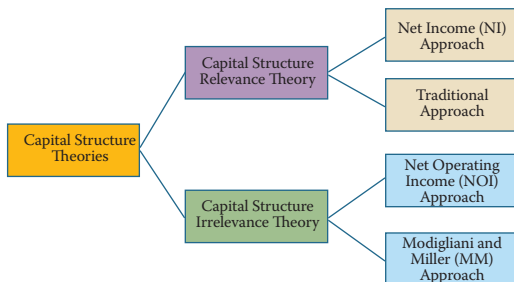 Capital Structure
Theories
Capital Structure
Relevance Theory
Net Income (NI)
Approach
Traditional
Approach
Capital Structure
Irrelevance Theory
Net Operating
Income (NOI)
Approach
Modigliani and
Miller (MM)
Approach